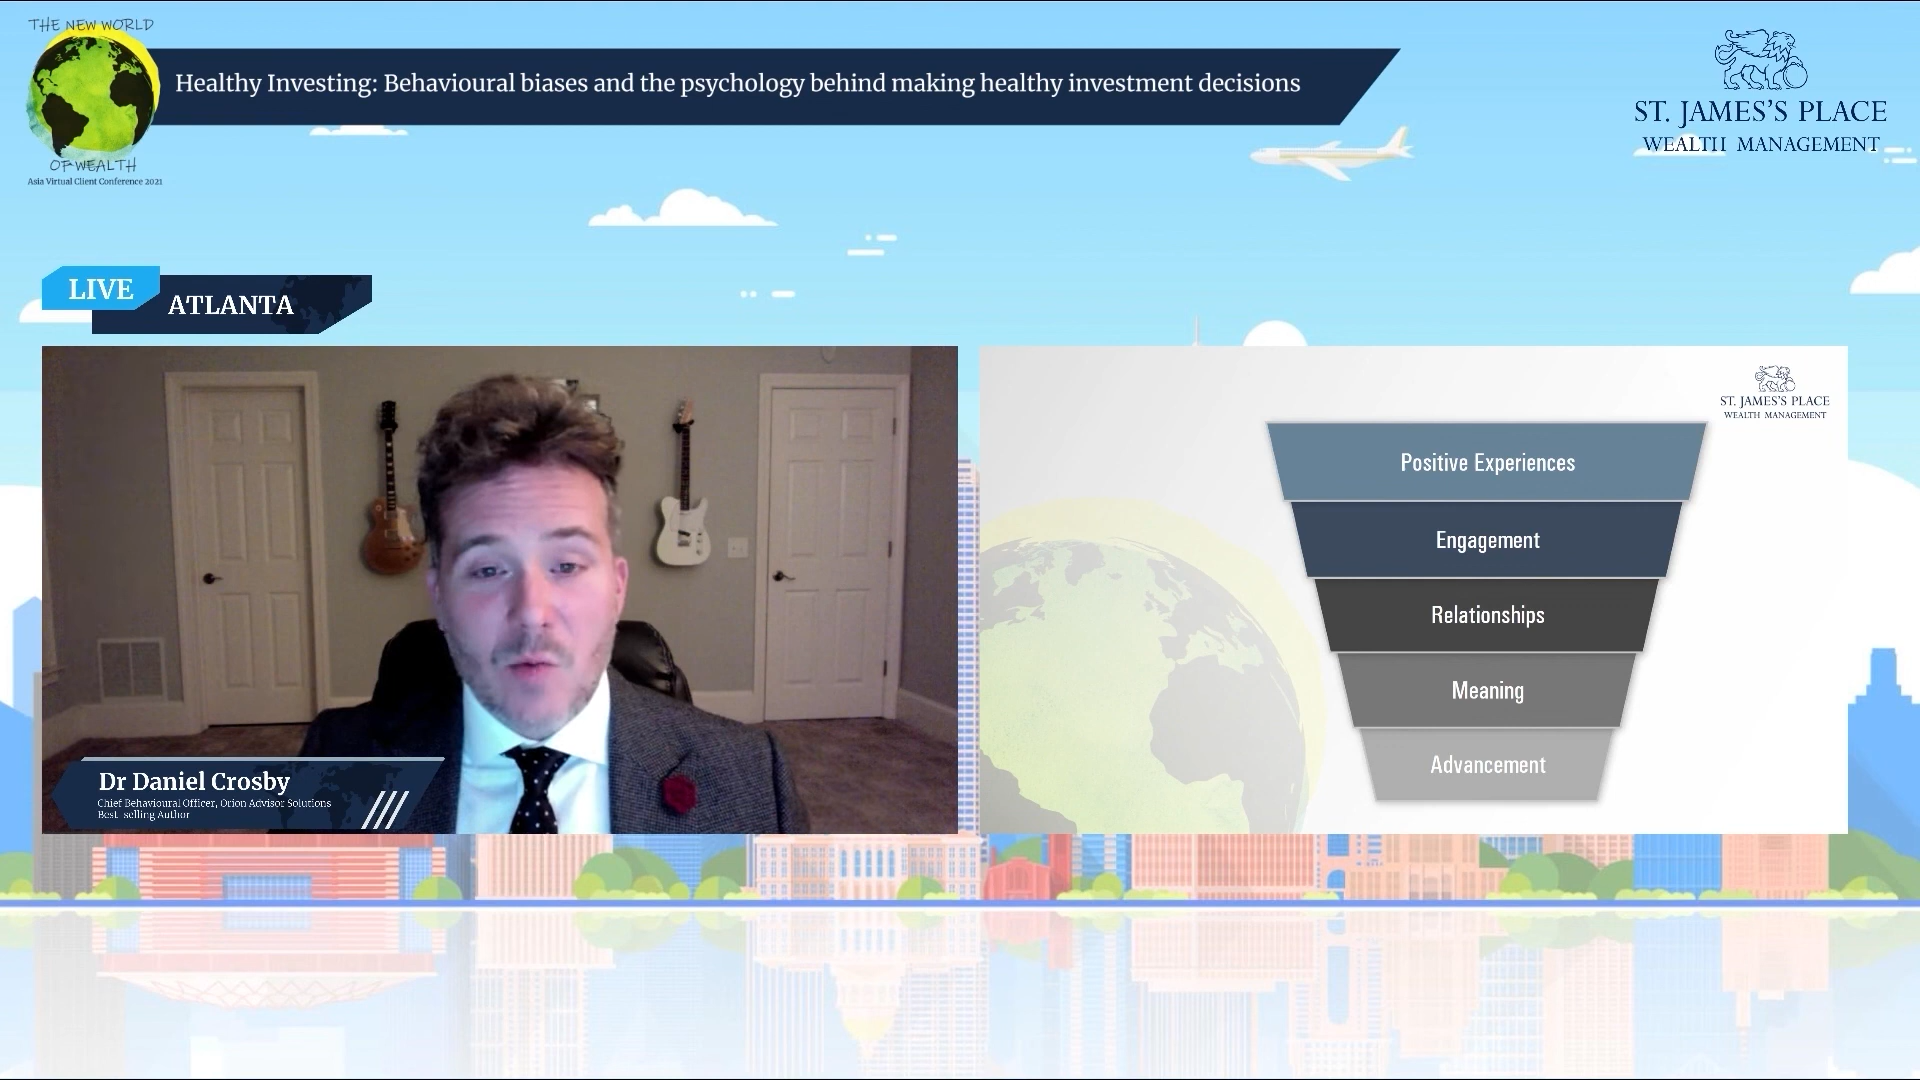 THE NEW WORLD
OF WEALTH
Asia Virtual Client Conference 2021
Healthy Investing: Behavioural biases and the psychology behind making healthy investment decisions
ST. JAMES'S PLACE
WEALTH MANAGEMENT
LIVE
ATLANTA
Dr Daniel Crosby
Chief Behavioural Officer, Orion Advisor Solutions
Best-selling Author
ST. JAMES'S PLACE
WEALTH MANAGEMENT
Positive Experiences
Engagement
Relationships
Meaning
Advancement